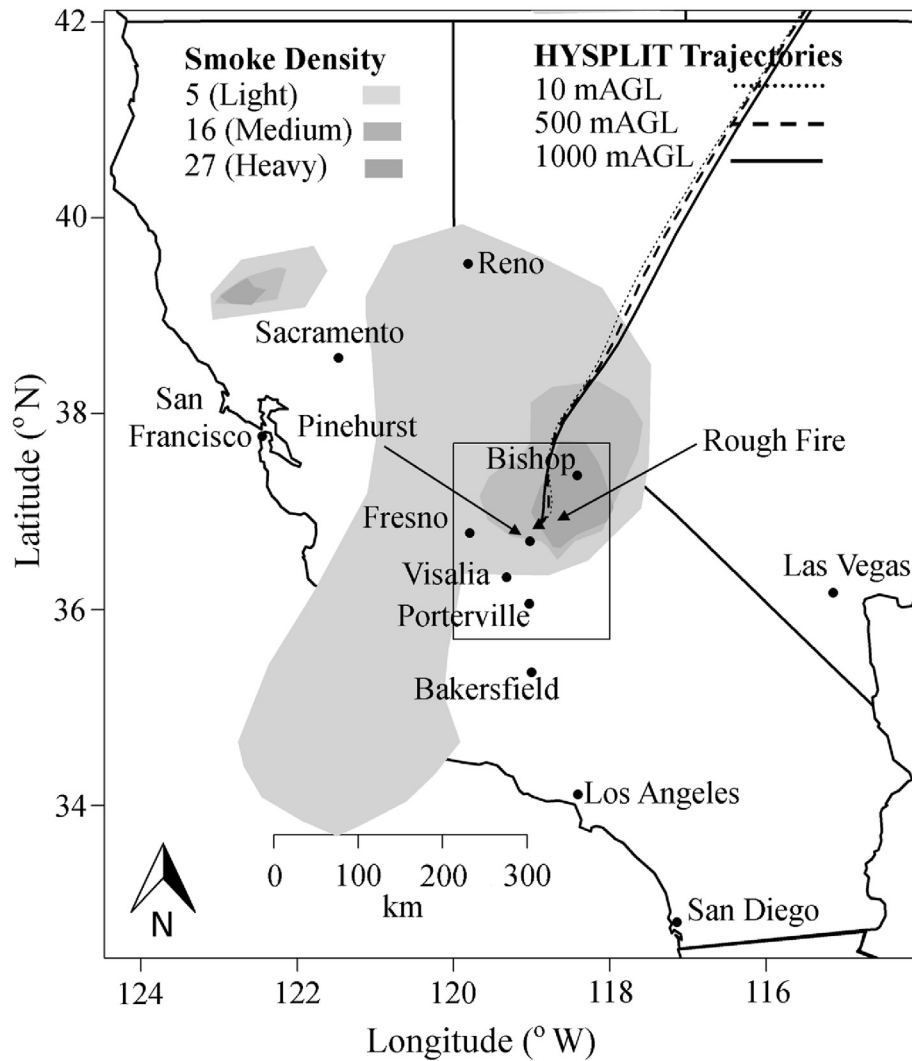 42
40
38
36
34
Latitude (° N)
Smoke Density
5 (Light)
16 (Medium)
27 (Heavy)
HYSPLIT Trajectories
10 mAGL
500 mAGL
1000 mAGL
Reno
Sacramento
San
Francisco
Pinehurst
Bishop
Rough Fire
Fresno
Visalia
Las Vegas
Porterville
Bakersfield
Los Angeles
0 100 200 300
km
N
San Diego
124 122 120 118 116
Longitude (° W)